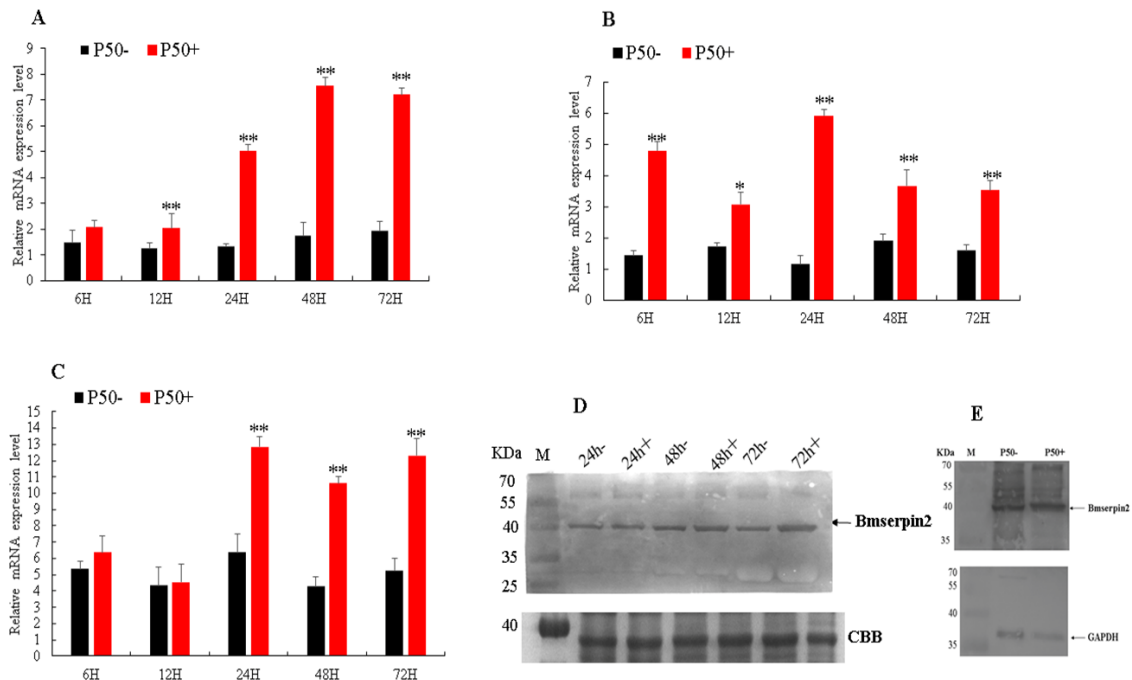 A
P50- P50+
Relative mRNA expression level
9
8
7
6
5
4
3
2
1
0
** ** ** **
6H 12H 24H 48H 72H
B
P50- P50+
Relative mRNA expression level
7
6
5
4
3
2
1
0
** * ** ** **
6H 12H 24H 48H 72H
C
P50- P50+
Relative mRNA expression level
15
14
13
12
11
10
9
8
7
6
5
4
3
2
1
0
** ** **
6H 12H 24H 48H 72H
D
KDa M 24h- 24h+ 48h- 48h+ 72h- 72h+
70
55
40
35
25
Bmserpin2
40
CBB
E
KDa M P50- P50+
70
55
40
35
Bmserpin2
70
55
40
35
GAPDH